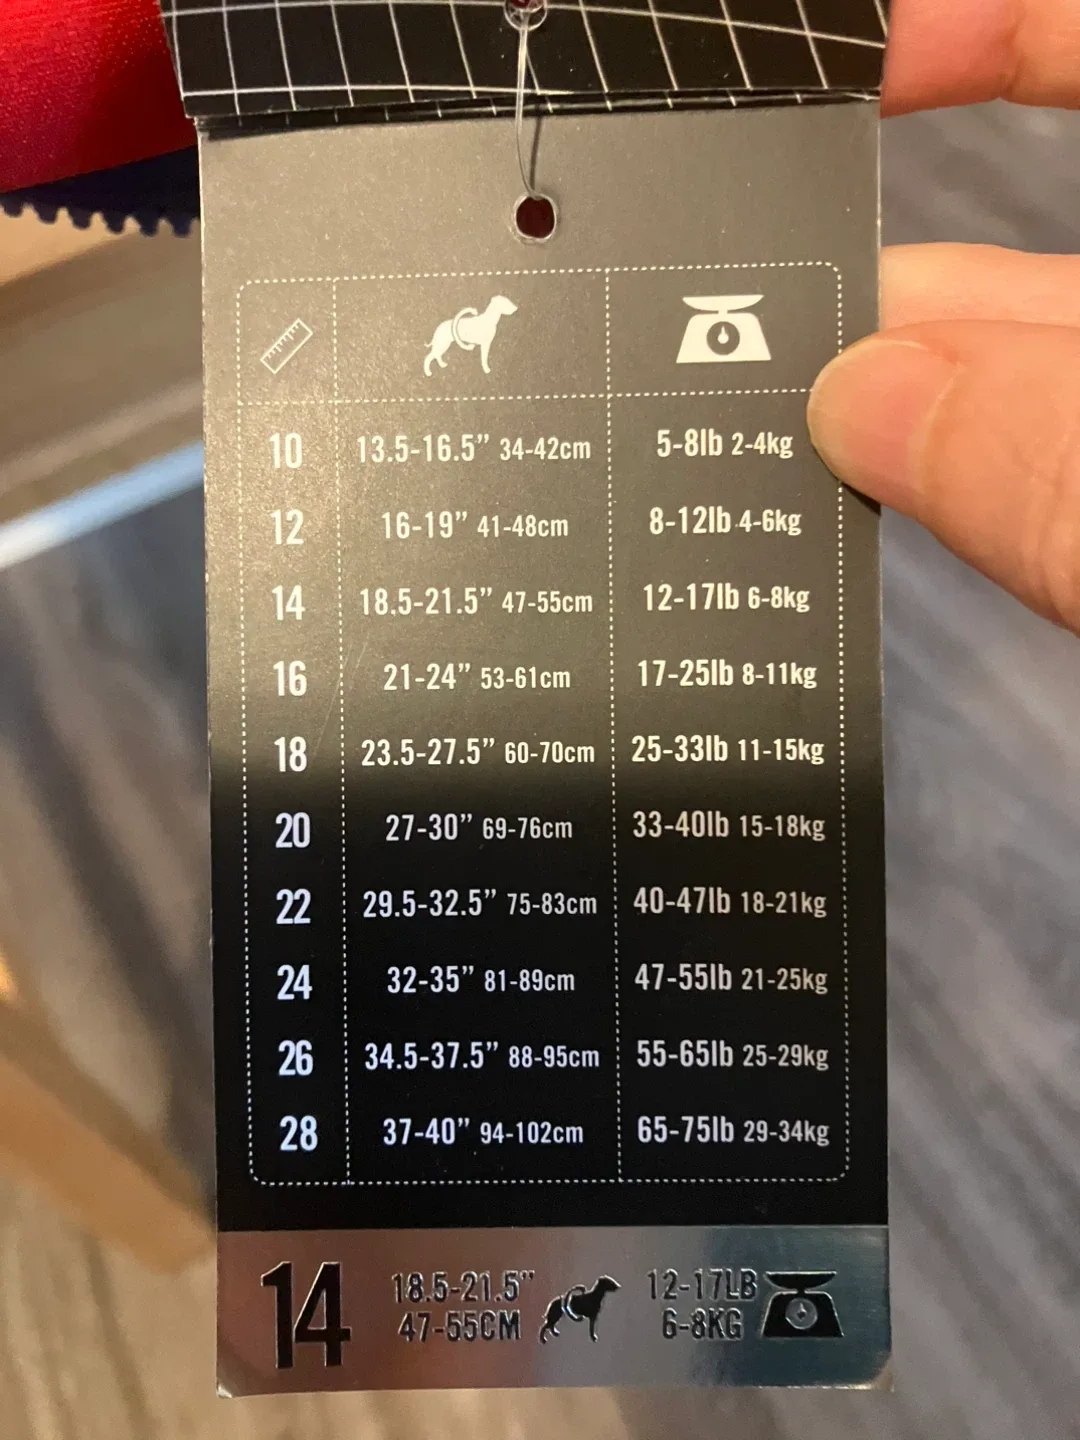 10 13.5-16.5” 34-42cm 5-8lb 2-4kg
12 16-19” 41-48cm 8-12lb 4-6kg
14 18.5-21.5” 47-55cm 12-17lb 6-8kg
16 21-24” 53-61cm 17-25lb 8-11kg
18 23.5-27.5” 60-70cm 25-33lb 11-15kg
20 27-30” 69-76cm 33-40lb 15-18kg
22 29.5-32.5” 75-83cm 40-47lb 18-21kg
24 32-35” 81-89cm 47-55lb 21-25kg
26 34.5-37.5” 88-95cm 55-65lb 25-29kg
28 37-40” 94-102cm 65-75lb 29-34kg
14 18.5-21.5” 12-17LB
47-55CM 6-8KG